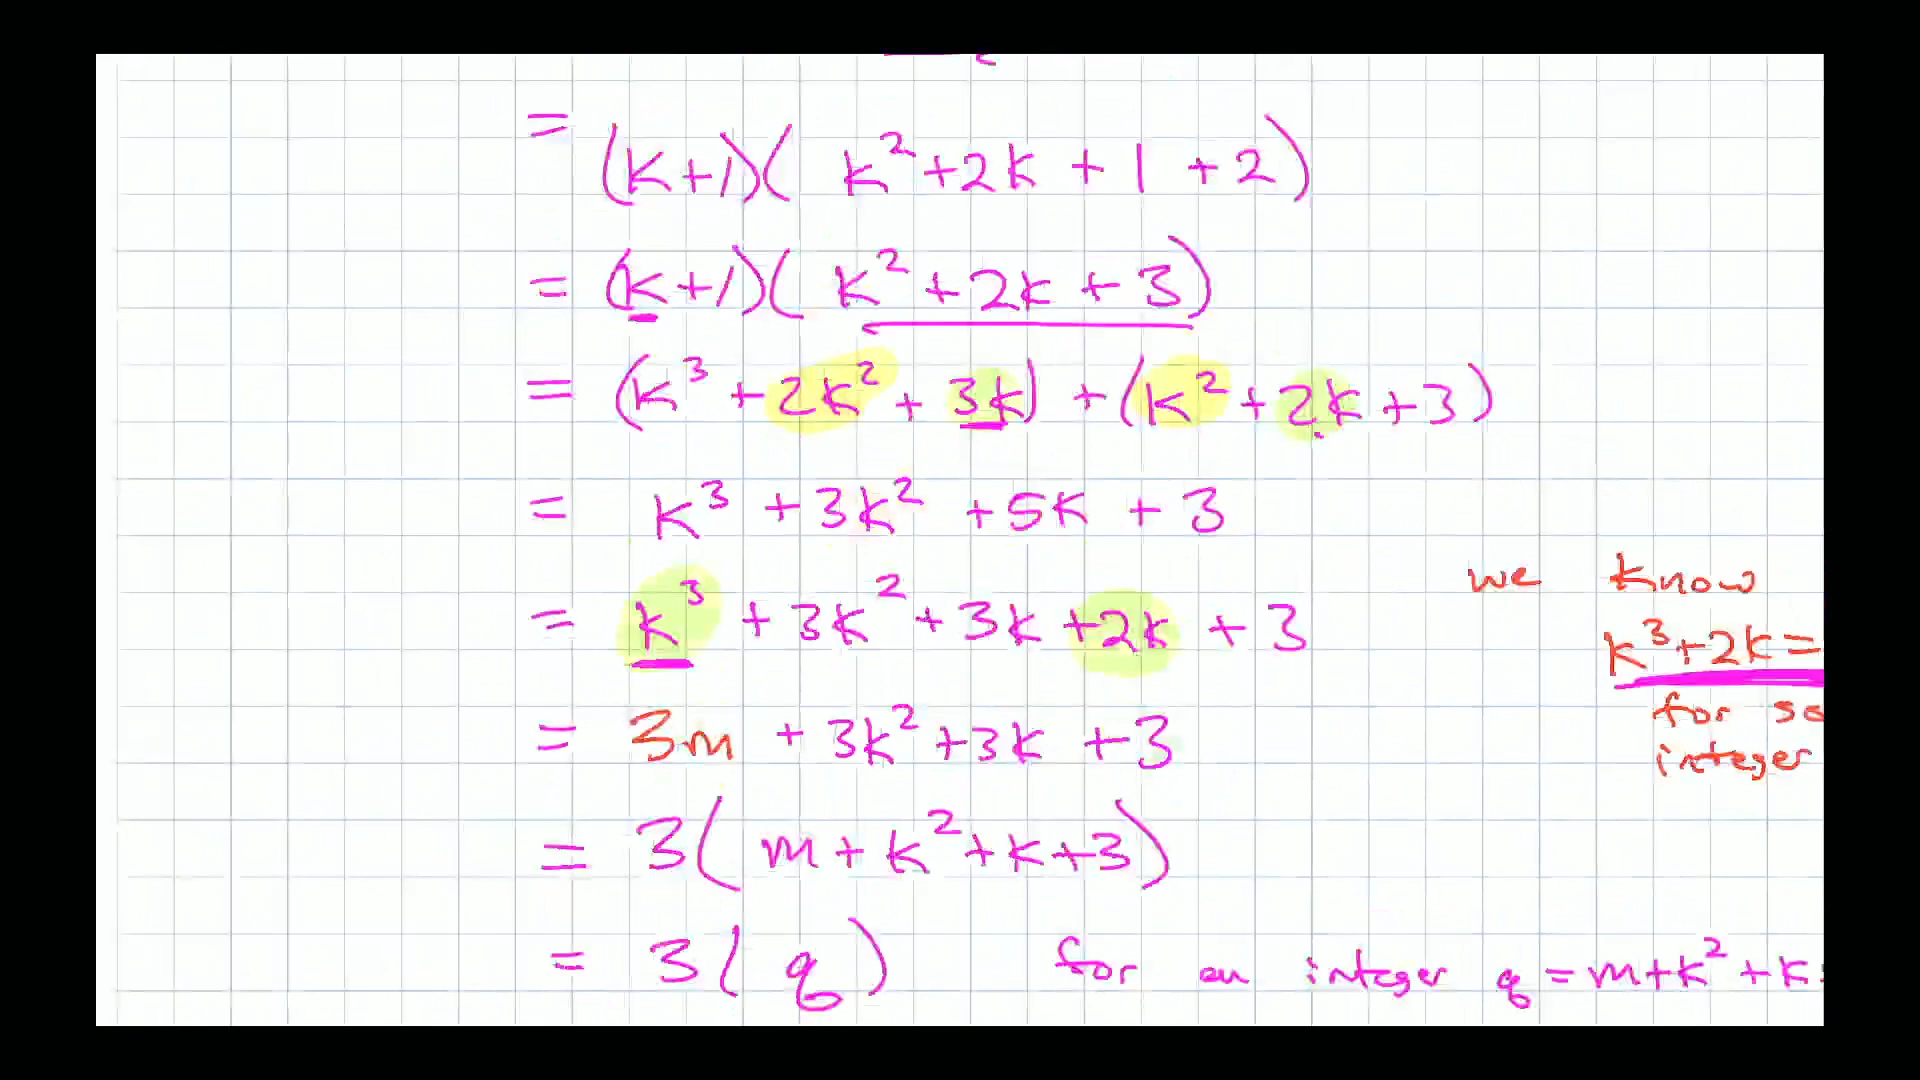 = (k+1)( k² +2k + 1 + 2)
= (k+1)( k² + 2k + 3)
= (k³ + 2k² + 3k) + (k² + 2k + 3)
= k³ + 3k² + 5k + 3
= k³ + 3k² + 3k + 2k + 3
= 3m + 3k² + 3k + 3
= 3( m + k² + k + 3)
= 3( q ) for an integer q = m + k² + k
we know
k³ + 2k =
for
integer